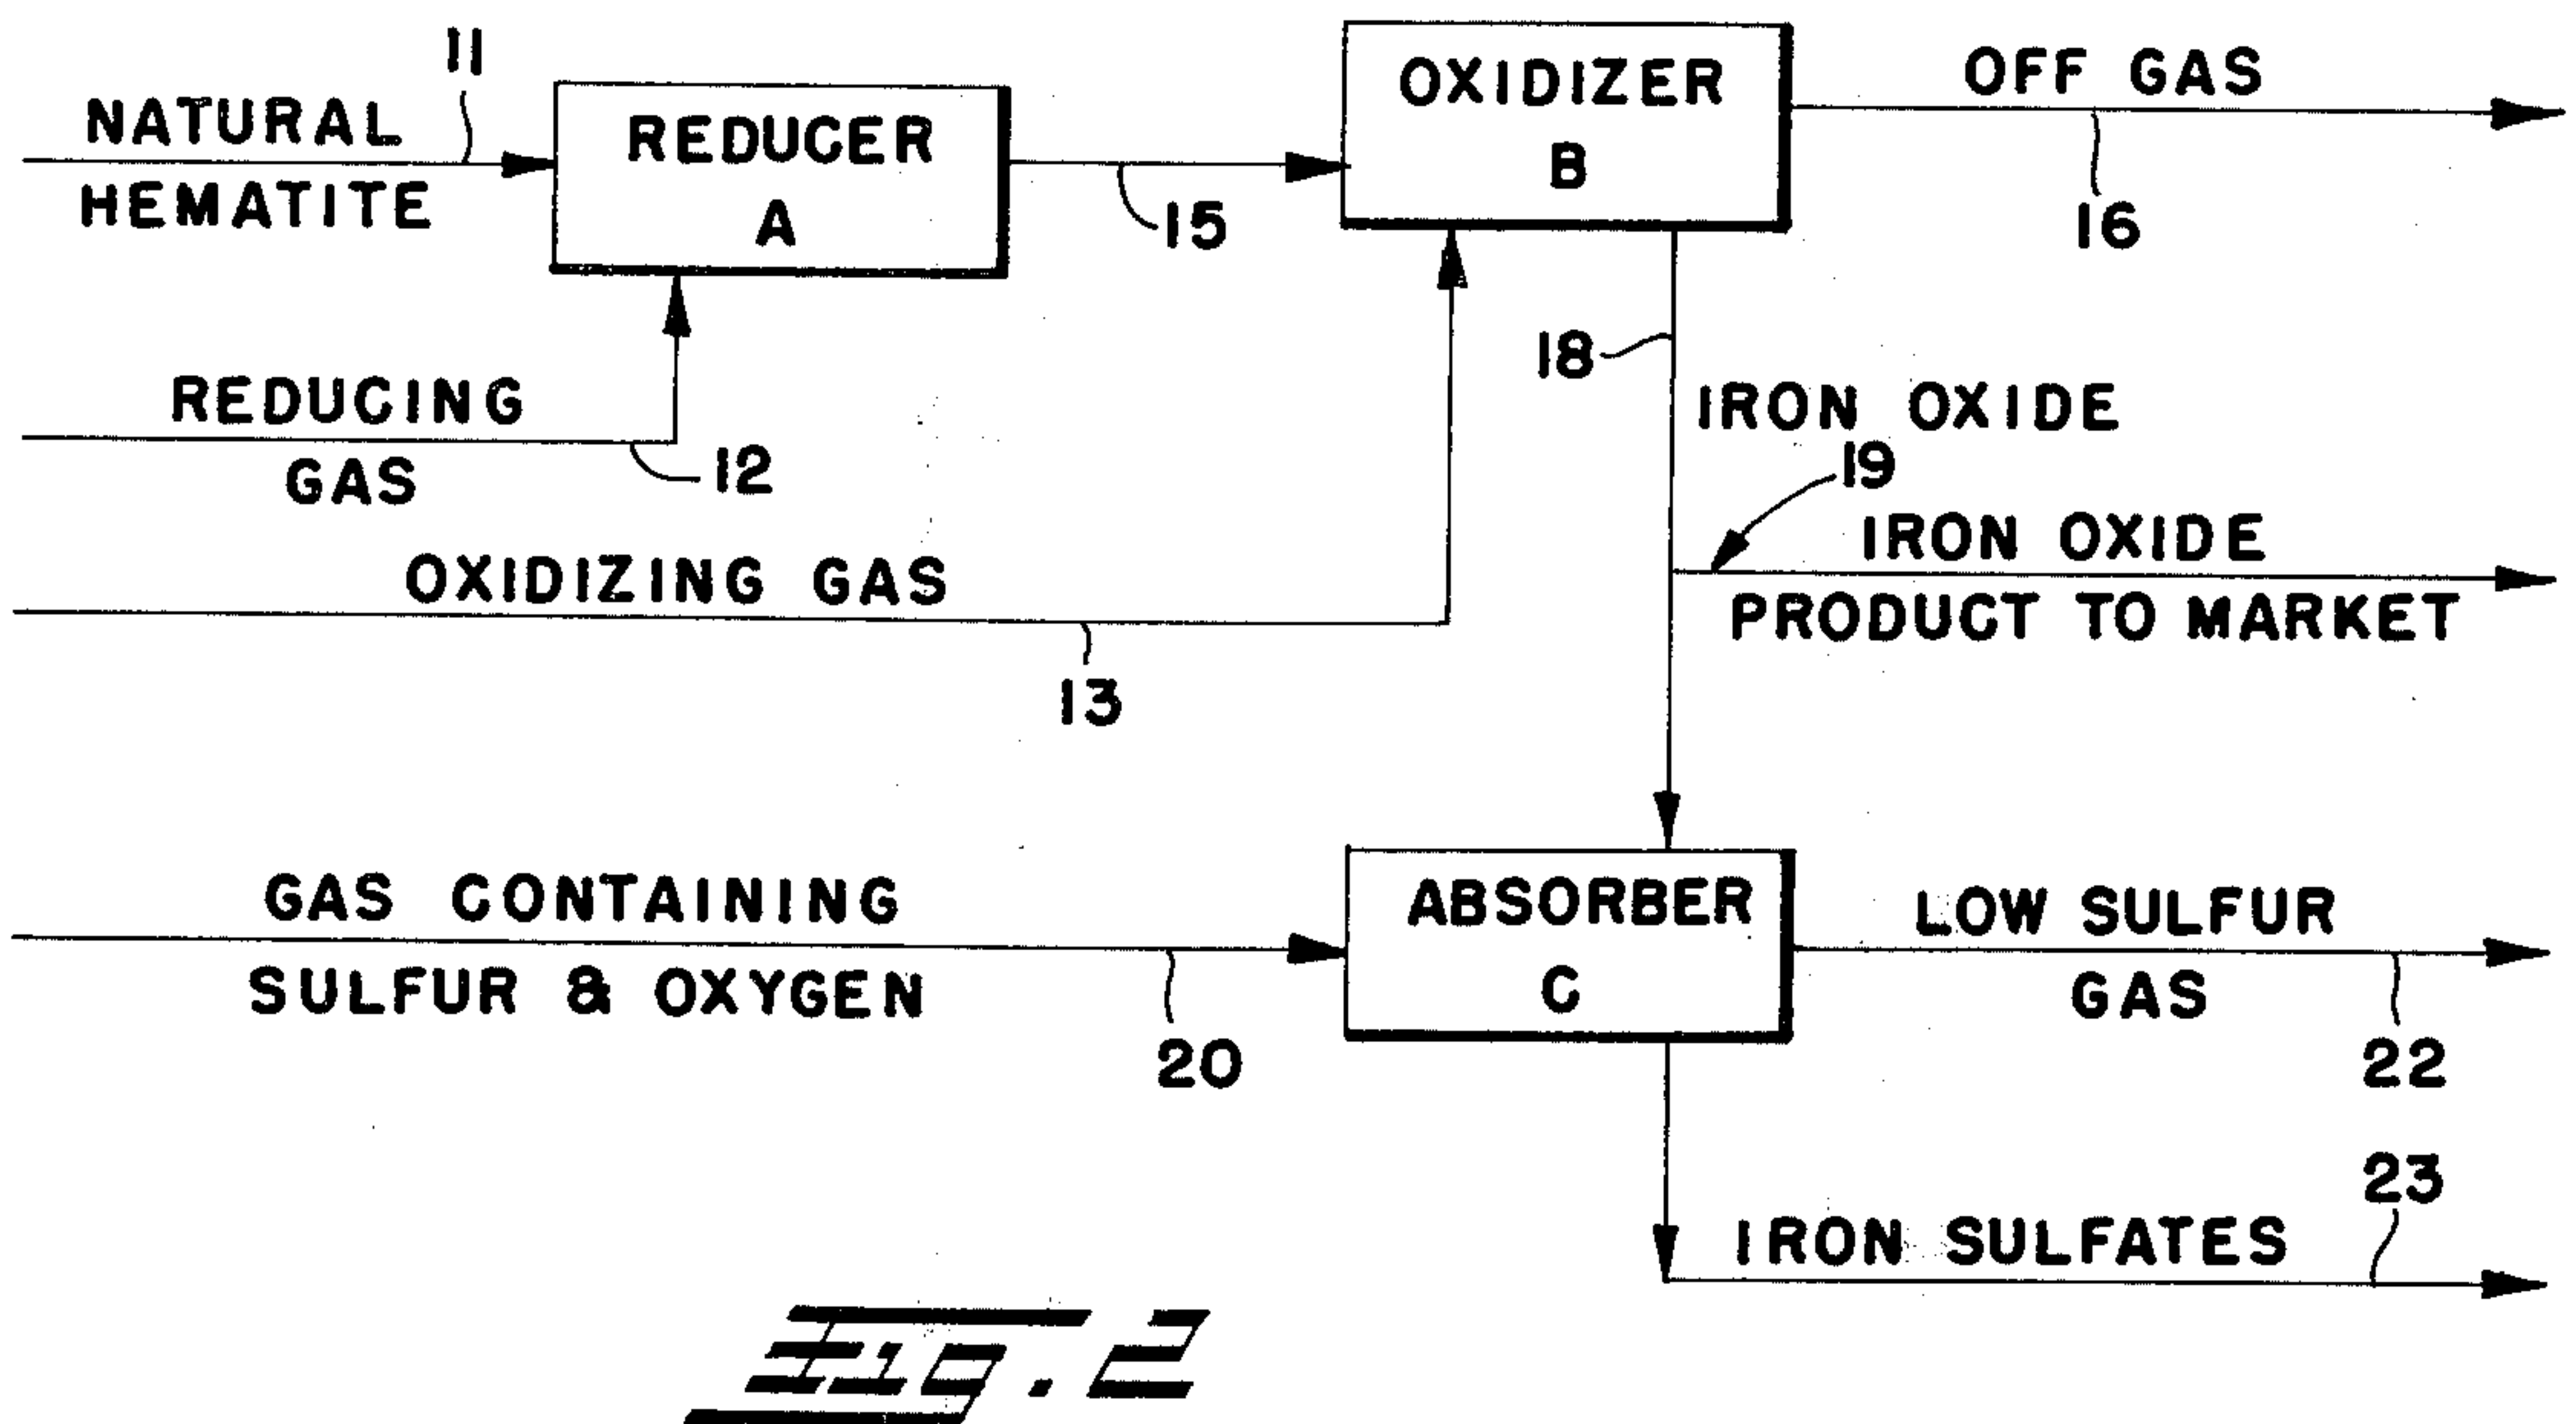 11
NATURAL
HEMATITE
REDUCER
A
15
OXIDIZER
B
OFF GAS
16
REDUCING
GAS
12
18
IRON OXIDE
19
IRON OXIDE
PRODUCT TO MARKET
OXIDIZING GAS
13
GAS CONTAINING
SULFUR & OXYGEN
20
ABSORBER
C
LOW SULFUR
GAS
22
23
IRON SULFATES
Fig. 2